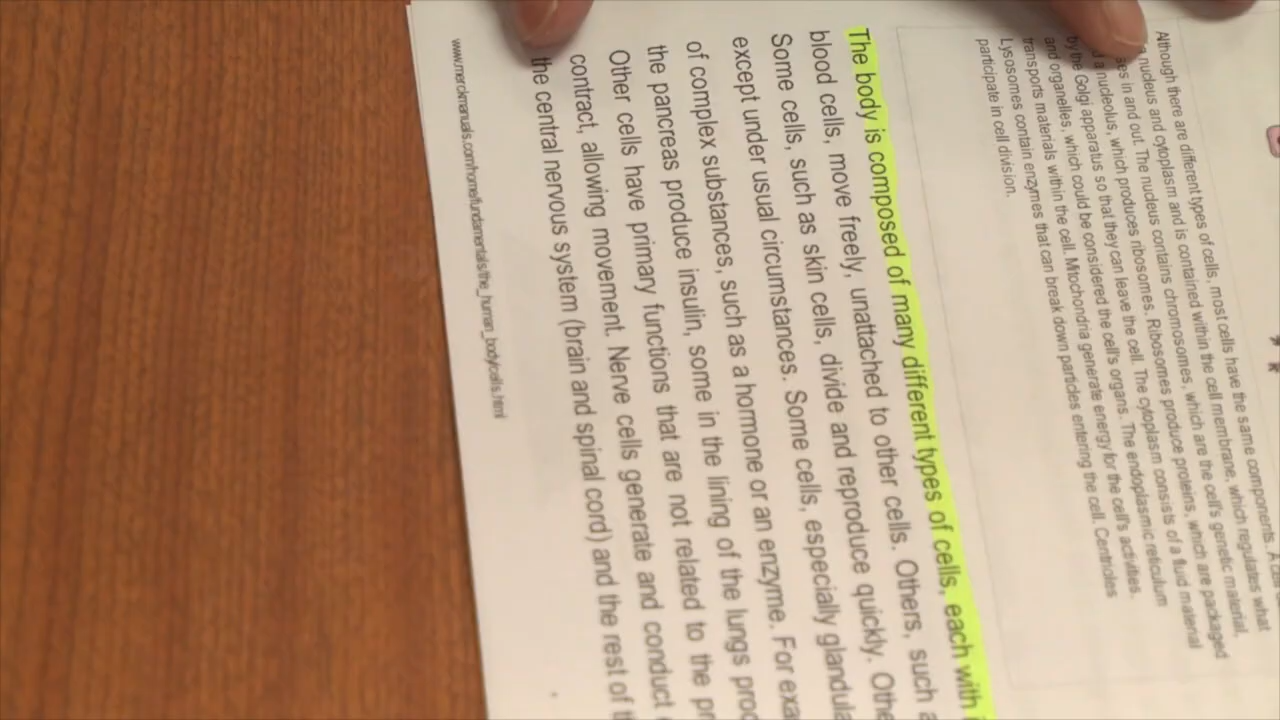 Although there are different types of cells, most cells have the same components. A
nucleus and cytoplasm and is contained within the cell membrane, which regulates what
in and out. The nucleus contains chromosomes, which are the cell's genetic material,
a nucleolus, which produces ribosomes. Ribosomes produce proteins, which are packaged
by the Golgi apparatus so that they can leave the cell. The cytoplasm consists of a fluid material
and organelles, which could be considered the cell's organs. The endoplasmic reticulum
transports materials within the cell. Mitochondria generate energy for the cell's activities.
Lysosomes contain enzymes that can break down particles entering the cell. Centrioles
participate in cell division.
The body is composed of many different types of cells, each with
blood cells, move freely, unattached to other cells. Others, such
Some cells, such as skin cells, divide and reproduce quickly.
except under usual circumstances. Some cells, especially
of complex substances, such as a hormone or an enzyme. For
the pancreas produce insulin, some in the lining of the lungs
Other cells have primary functions that are not related to the
contract, allowing movement. Nerve cells generate and conduct
the central nervous system (brain and spinal cord) and the rest of
www.merckmanuals.com/home/fundamentals/the_human_body/cells.html